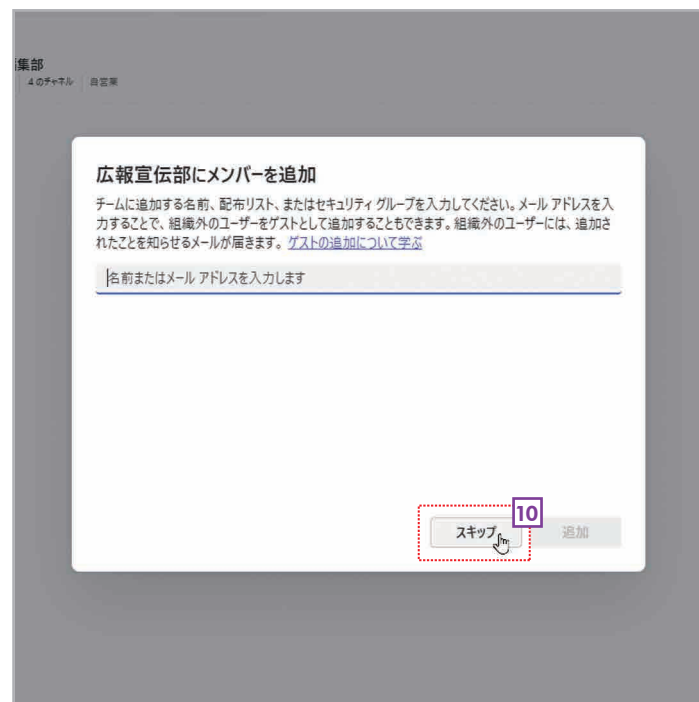 集部
4 のチャネル 自営業
広報宣伝部にメンバーを追加
チームに追加する名前、配布リスト、またはセキュリティ グループを入力してください。メール アドレスを入
力することで、組織外のユーザーをゲストとして追加することもできます。組織外のユーザーには、追加さ
れたことを知らせるメールが届きます。 ゲストの追加について学ぶ
名前またはメール アドレスを入力します
10
スキップ 追加